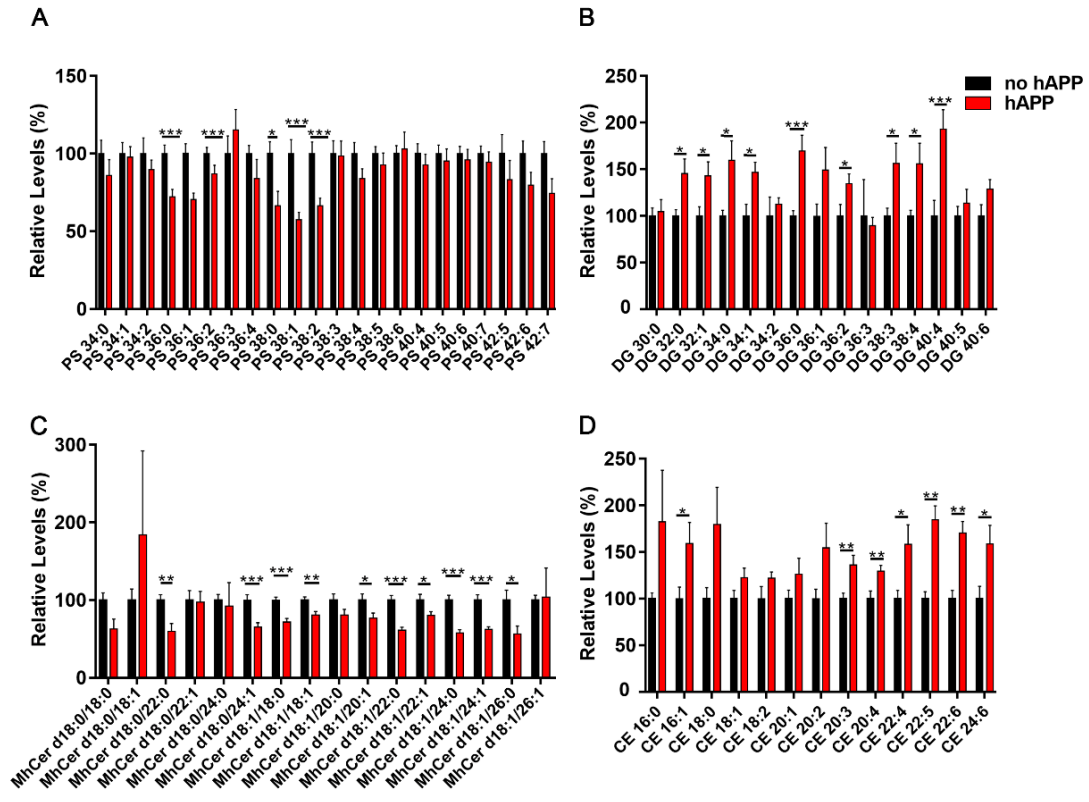 A
Relative Levels (%)
150
100
50
0
***
***
*
***
***
PS 34:0
PS 34:1
PS 34:2
PS 36:0
PS 36:1
PS 36:2
PS 36:3
PS 36:4
PS 38:0
PS 38:1
PS 38:2
PS 38:3
PS 38:4
PS 38:5
PS 38:6
PS 40:4
PS 40:5
PS 40:6
PS 40:7
PS 42:5
PS 42:6
PS 42:7
B
no hAPP
hAPP
Relative Levels (%)
250
200
150
100
50
0
*
*
*
*
***
*
*
*
***
DG 30:0
DG 32:0
DG 32:1
DG 34:0
DG 34:1
DG 34:2
DG 36:0
DG 36:1
DG 36:2
DG 36:3
DG 38:3
DG 38:4
DG 40:4
DG 40:5
DG 40:6
C
Relative Levels (%)
300
200
100
0
**
***
***
**
*
***
*
***
***
*
MhCer d18:0/18:0
MhCer d18:0/18:1
MhCer d18:0/22:0
MhCer d18:0/22:1
MhCer d18:0/24:0
MhCer d18:0/24:1
MhCer d18:1/18:0
MhCer d18:1/18:1
MhCer d18:1/20:0
MhCer d18:1/20:1
MhCer d18:1/22:0
MhCer d18:1/22:1
MhCer d18:1/24:0
MhCer d18:1/24:1
MhCer d18:1/26:0
MhCer d18:1/26:1
D
Relative Levels (%)
250
200
150
100
50
0
*
**
**
*
**
**
*
CE 16:0
CE 16:1
CE 18:0
CE 18:1
CE 18:2
CE 20:1
CE 20:2
CE 20:3
CE 20:4
CE 22:4
CE 22:5
CE 22:6
CE 24:6